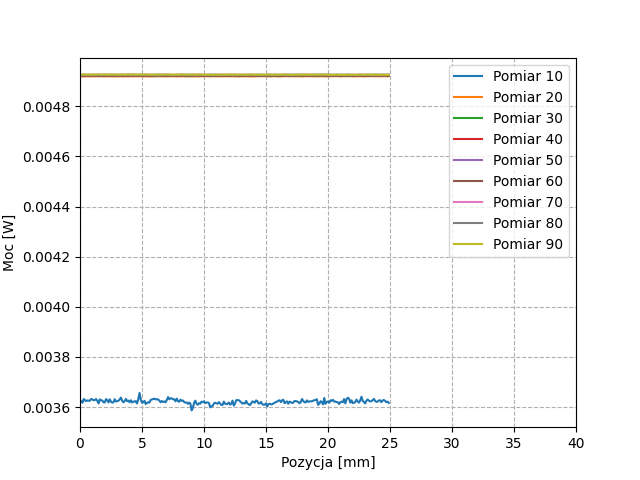 0.0048
0.0046
0.0044
0.0042
0.0040
0.0038
0.0036
Moc [W]
0
5
10
15
20
25
30
35
40
Pozycja [mm]
Pomiar 10
Pomiar 20
Pomiar 30
Pomiar 40
Pomiar 50
Pomiar 60
Pomiar 70
Pomiar 80
Pomiar 90